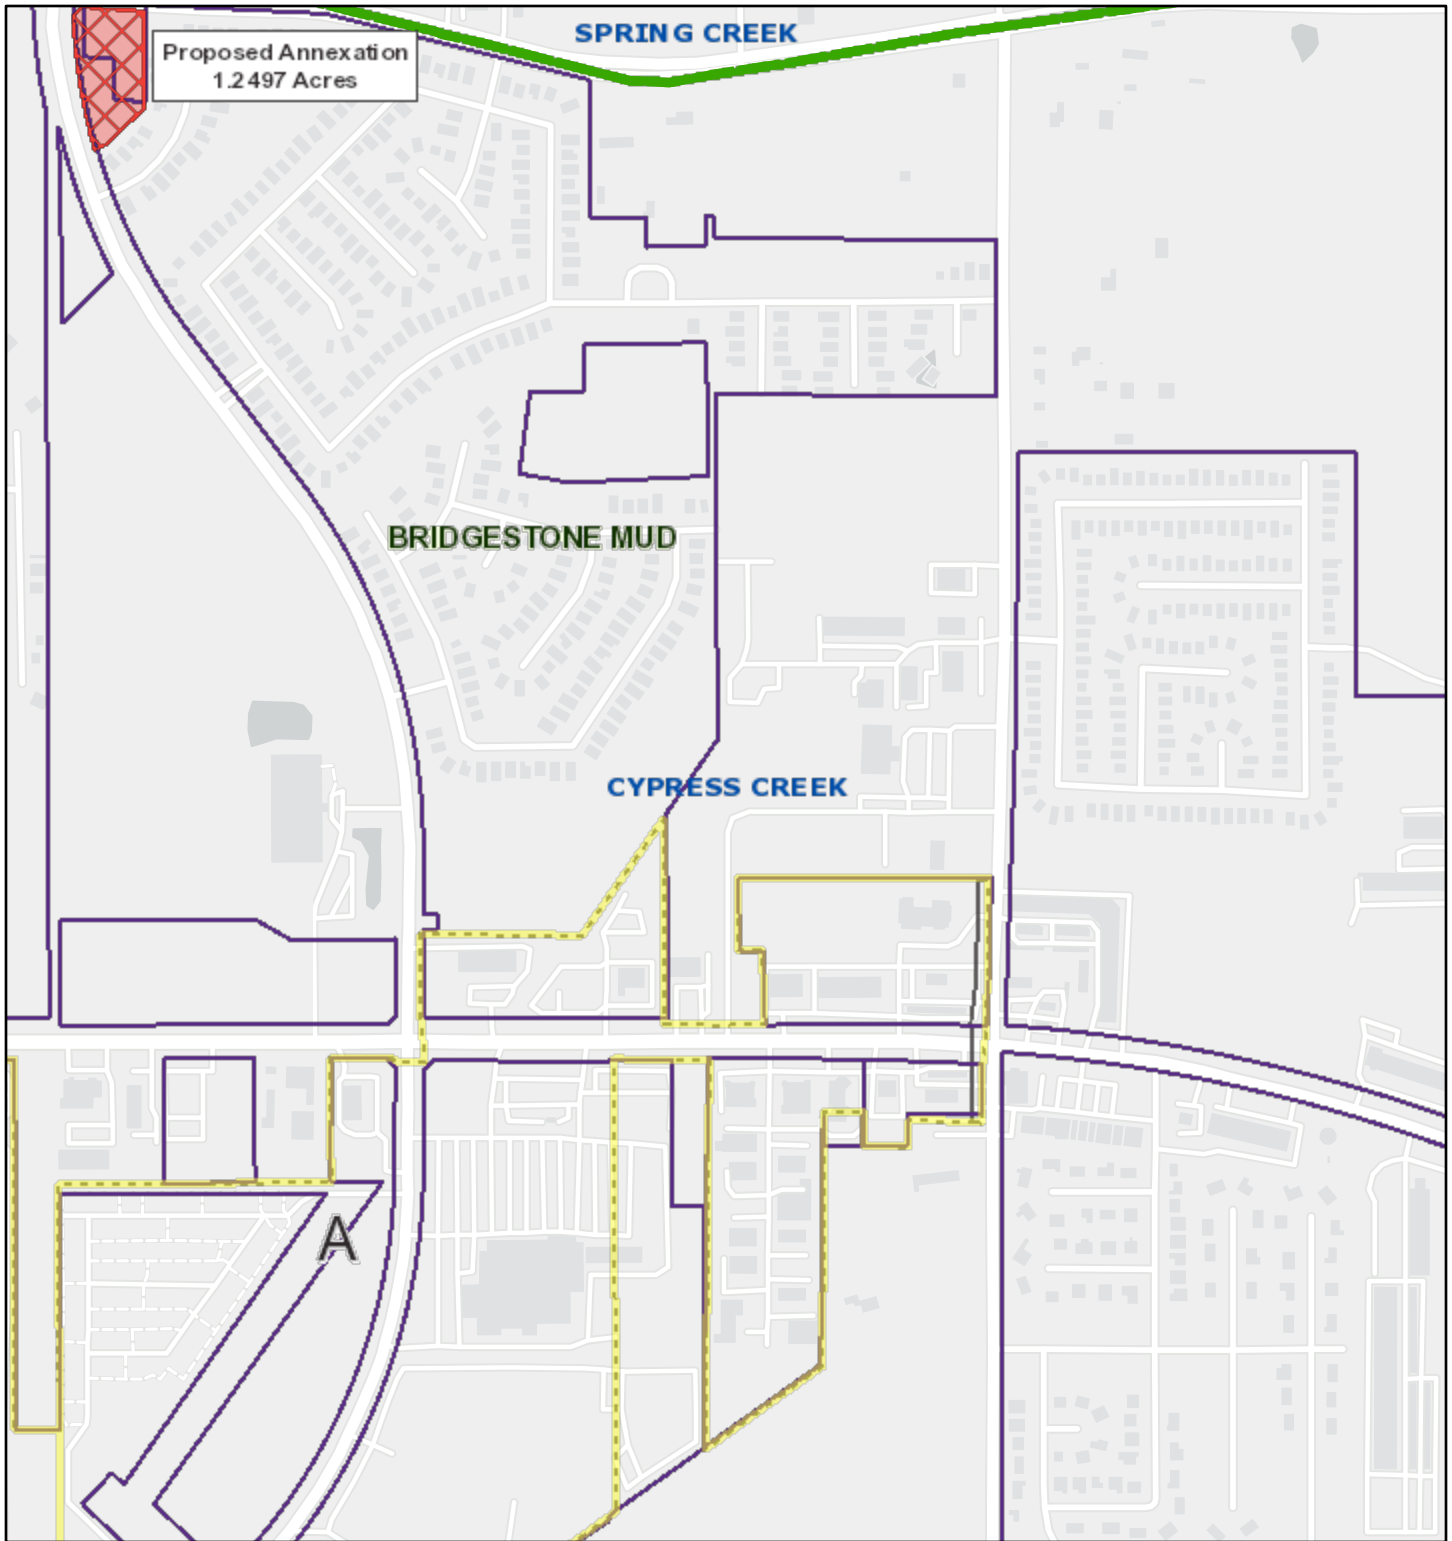 SPRING CREEK
Proposed Annexation
1.2497 Acres
BRIDGESTONE MUD
CYPRESS CREEK
A